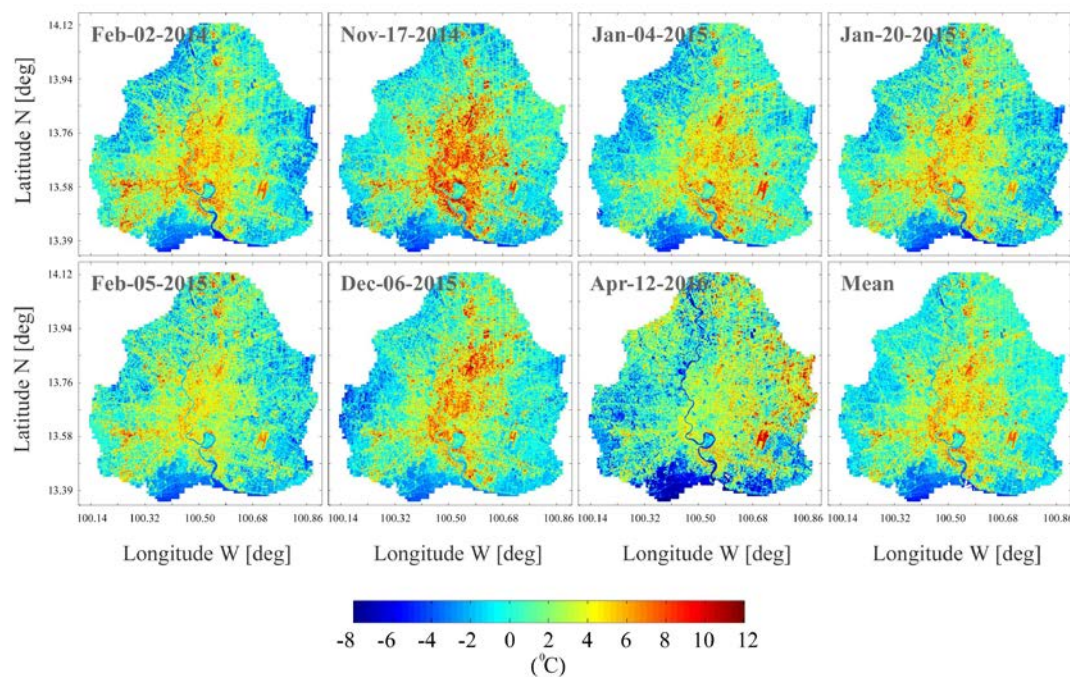 Feb-02-2014 Nov-17-2014 Jan-04-2015 Jan-20-2015
14.12
13.94
13.76
13.58
13.39
Latitude N [deg]
Feb-05-2015 Dec-06-2015 Apr-12-2016 Mean
14.12
13.94
13.76
13.58
13.39
Latitude N [deg]
100.14 100.32 100.50 100.68 100.86 100.14 100.32 100.50 100.68 100.86 100.14 100.32 100.50 100.68 100.86 100.14 100.32 100.50 100.68 100.86
Longitude W [deg] Longitude W [deg] Longitude W [deg] Longitude W [deg]
-8 -6 -4 -2 0 2 4 6 8 10 12
(⁰C)